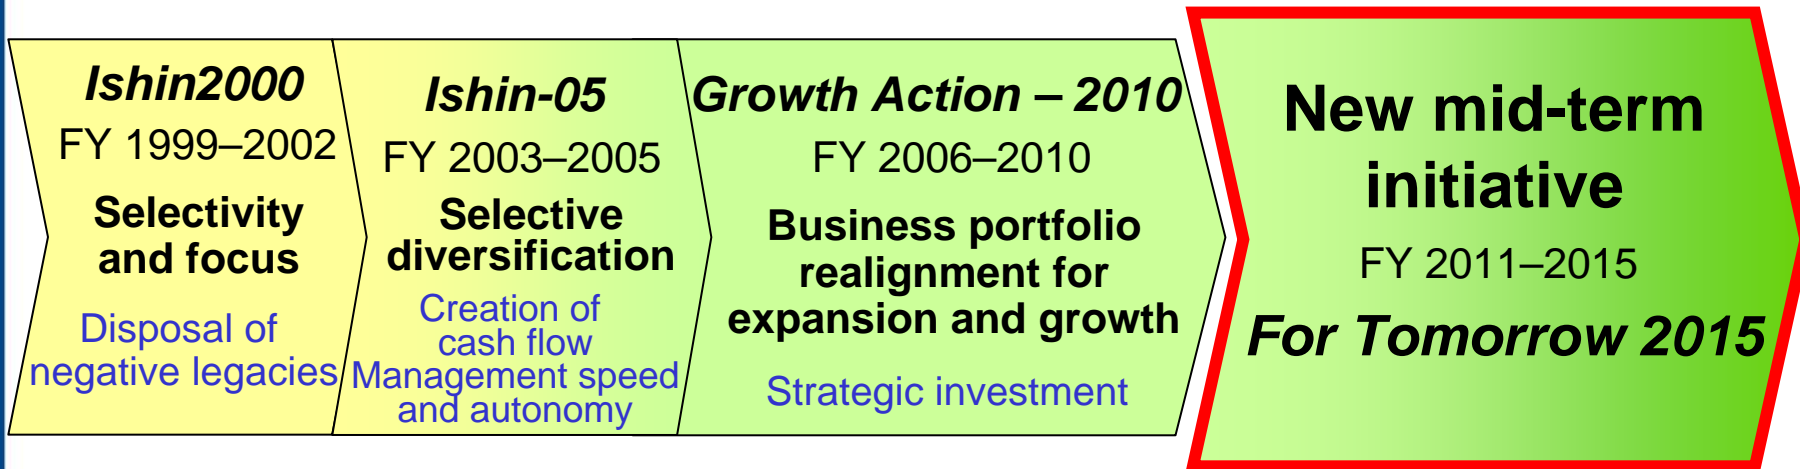 Ishin2000
FY 1999–2002
Selectivity
and focus
Disposal of
negative legacies
Ishin-05
FY 2003–2005
Selective
diversification
Creation of
cash flow
Management speed
and autonomy
Growth Action – 2010
FY 2006–2010
Business portfolio
realignment for
expansion and growth
Strategic investment
New mid-term
initiative
FY 2011–2015
For Tomorrow 2015